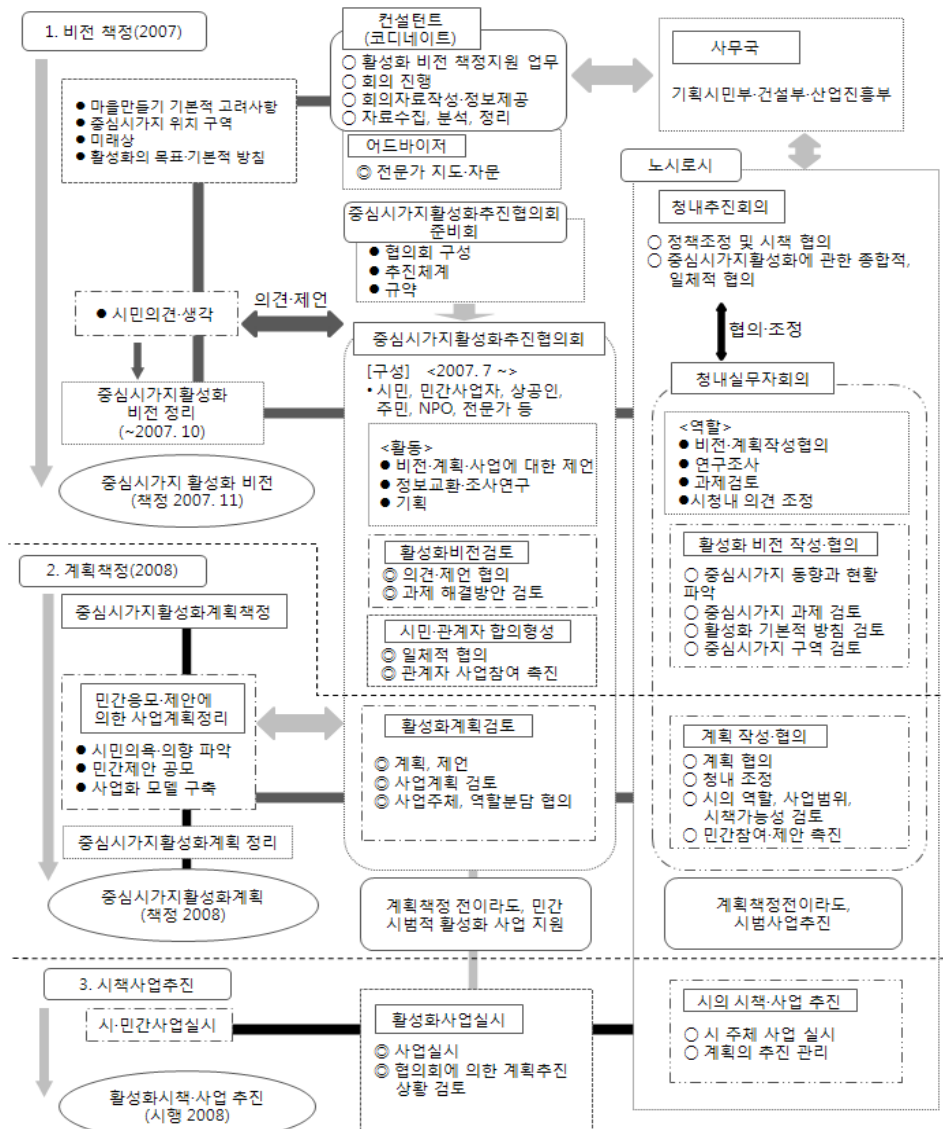 1. 비전 책정(2007)
● 마을만들기 기본적 고려사항
● 중심시가지 위치 구역
● 미래상
● 활성화의 목표·기본적 방침
● 시민의견·생각
의견·제언
중심시가지활성화
비전 정리
(~2007. 10)
중심시가지 활성화 비전
(책정 2007. 11)
컨설턴트
(코디네이트)
○ 활성화 비전 책정지원 업무
○ 회의 진행
○ 회의자료작성·정보제공
○ 자료수집, 분석, 정리
어드바이저
◎ 전문가 지도·자문
중심시가지활성화추진협의회
준비회
● 협의회 구성
● 추진체계
● 규약
중심시가지활성화추진협의회
[구성] <2007. 7 ~>
• 시민, 민간사업자, 상공인,
주민, NPO, 전문가 등
<활동>
● 비전·계획·사업에 대한 제언
● 정보교환·조사연구
● 기획
활성화비전검토
◎ 의견·제언 협의
◎ 과제 해결방안 검토
시민·관계자 합의형성
◎ 일체적 협의
◎ 관계자 사업참여 촉진
사무국
기획시민부·건설부·산업진흥부
노시로시
청내추진회의
○ 정책조정 및 시책 협의
○ 중심시가지활성화에 관한 종합적,
일체적 협의
협의·조정
청내실무자회의
<역할>
● 비전·계획작성협의
● 연구조사
● 과제검토
●시청내 의견 조정
활성화 비전 작성·협의
○ 중심시가지 동향과 현황
파악
○ 중심시가지 과제 검토
○ 활성화 기본적 방침 검토
○ 중심시가지 구역 검토
2. 계획책정(2008)
중심시가지활성화계획책정
민간응모·제안에
의한 사업계획정리
● 시민의욕·의향 파악
● 민간제안 공모
● 사업화 모델 구축
중심시가지활성화계획 정리
중심시가지활성화계획
(책정 2008)
활성화계획검토
◎ 계획, 제언
◎ 사업계획 검토
◎ 사업주체, 역할분담 협의
계획책정 전이라도, 민간
시범적 활성화 사업 지원
계획 작성·협의
○ 계획 협의
○ 청내 조정
○ 시의 역할, 사업범위,
시책가능성 검토
○ 민간참여·제안 촉진
계획책정전이라도,
시범사업추진
3. 시책사업추진
시·민간사업실시
활성화시책·사업 추진
(시행 2008)
활성화사업실시
◎ 사업실시
◎ 협의회에 의한 계획추진
상황 검토
시의 시책·사업 추진
○ 시 주체 사업 실시
○ 계획의 추진 관리